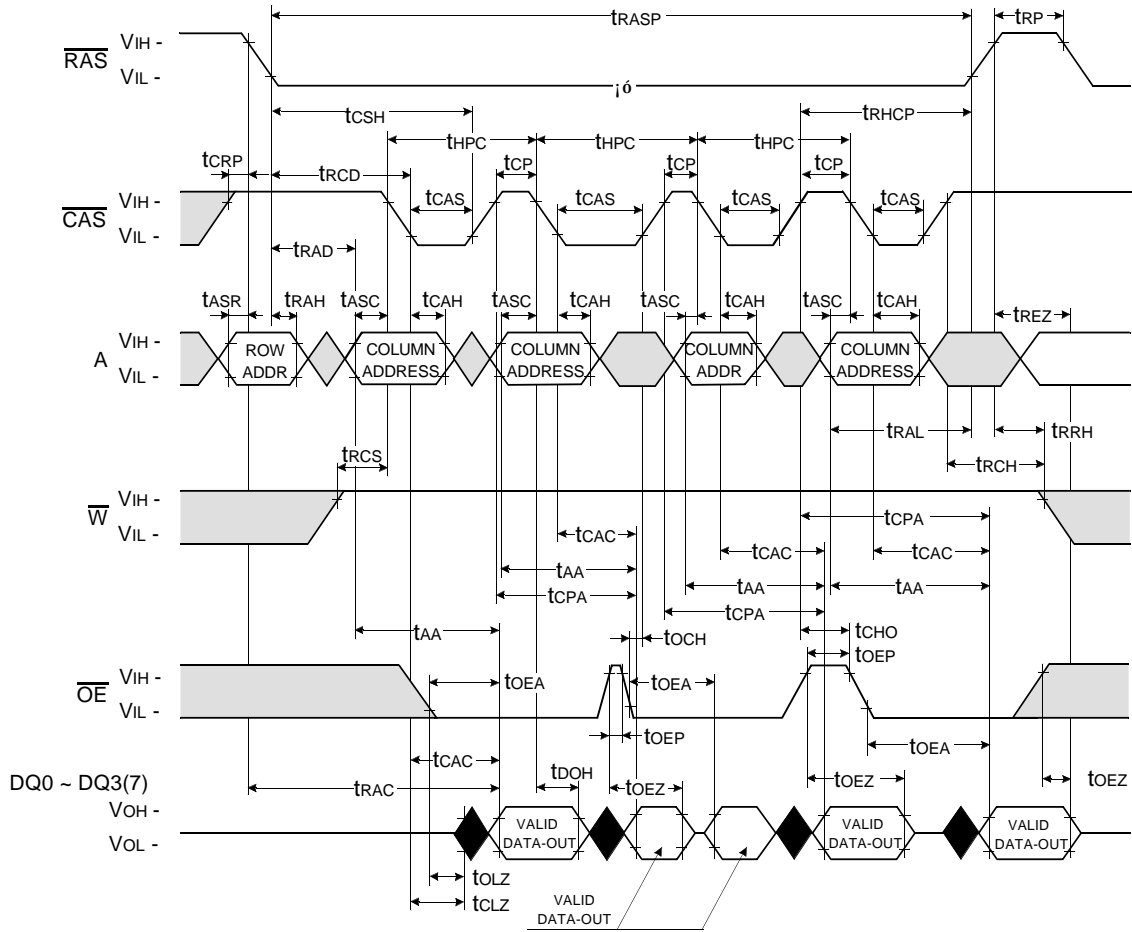 tRASP tRP
RAS VIH -
VIL -
¡ó
tCSH tRHCP
tHPC tHPC tHPC
tCRP tRCD tCP tCP tCP
CAS VIH -
VIL -
tCAS tCAS tCAS tCAS
tRAD
tASR tRAH tASC tCAH tASC tCAH tASC tCAH tASC tCAH tREZ
A VIH -
VIL -
ROW ADDR
COLUMN ADDRESS
COLUMN ADDRESS
COLUMN ADDR
COLUMN ADDRESS
tRAL tRRH
tRCS tRCH
W VIH -
VIL -
tCPA
tCAC tCAC tCAC
tAA tAA tAA
tCPA tCPA
tAA tOCH tCHO
tOEP
OE VIH -
VIL -
tOEA tOEA
tOEP tOEA
tCAC tDOH tOEZ tOEZ tOEZ
tRAC
DQ0 ~ DQ3(7)
VOH -
VOL -
VALID DATA-OUT
VALID DATA-OUT
VALID DATA-OUT
tOLZ
tCLZ
VALID
DATA-OUT